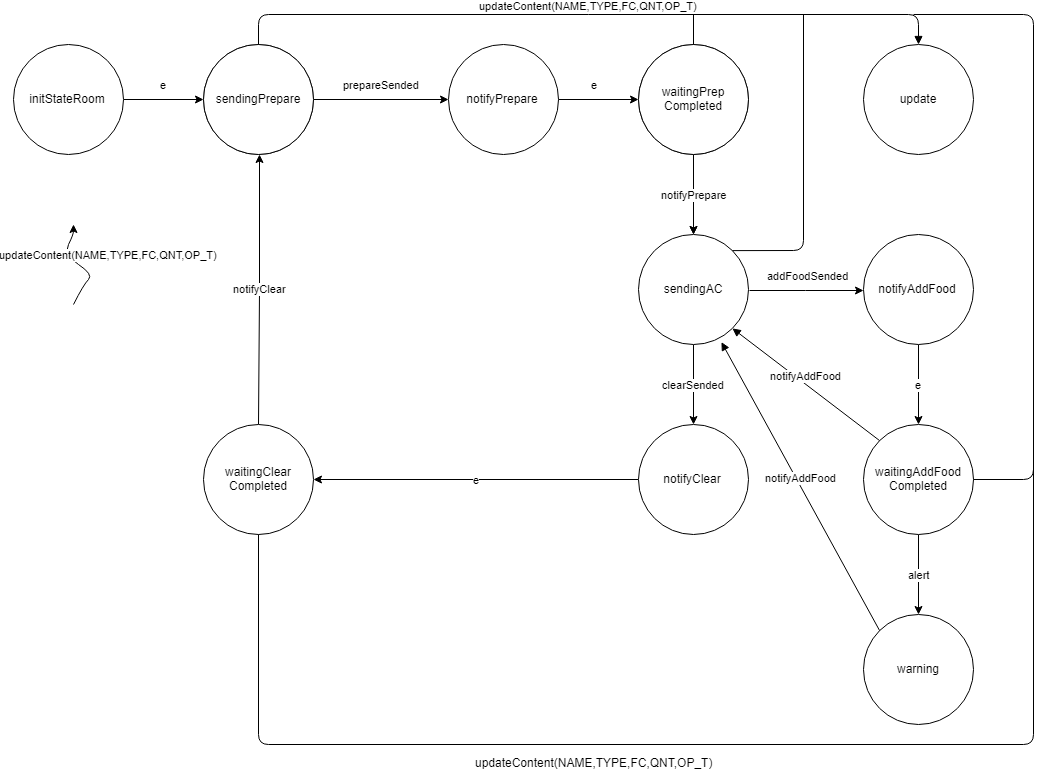 updateContent(NAME,TYPE,FC,QNT,OP_T)
initStateRoom
e
sendingPrepare
prepareSended
notifyPrepare
e
waitingPrep
Completed
update
notifyPrepare
updateContent(NAME,TYPE,FC,QNT,OP_T)
notifyClear
sendingAC
addFoodSended
notifyAddFood
clearSended
notifyAddFood
e
waitingClear
Completed
e
notifyClear
notifyAddFood
waitingAddFood
Completed
alert
warning
updateContent(NAME,TYPE,FC,QNT,OP_T)